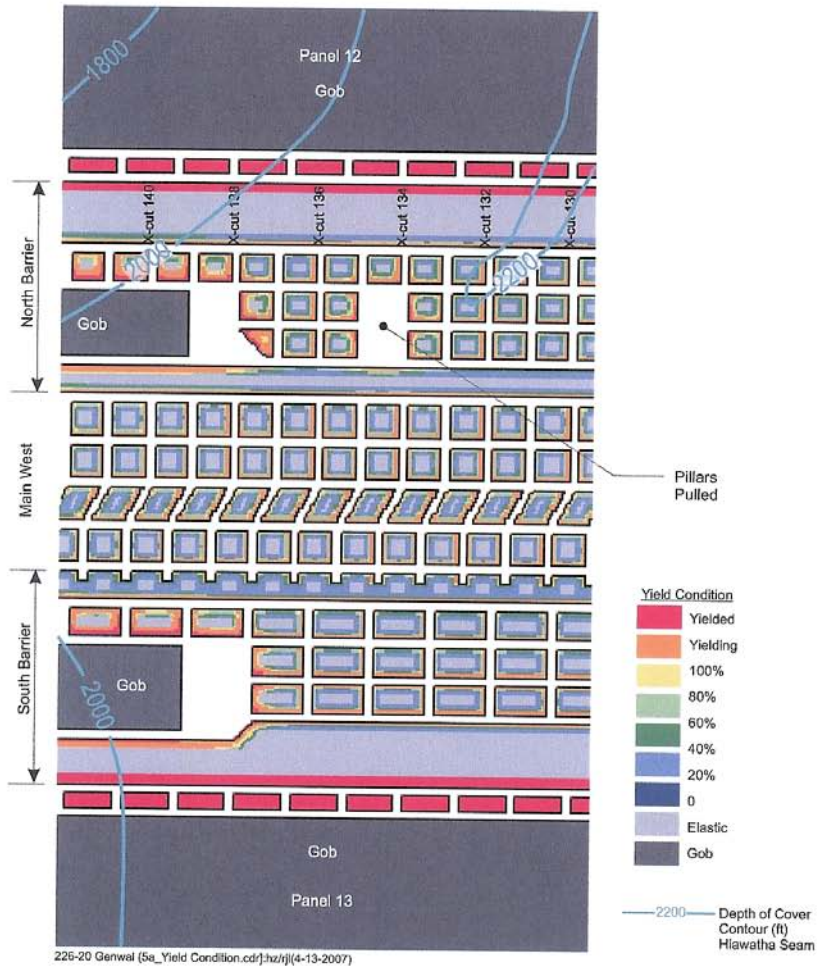 1800
Panel 12
Gob
X-cut 140
X-cut 128
X-cut 136
X-cut 134
X-cut 132
X-cut 130
2000
2200
North Barrier
Gob
Main West
Pillars
Pulled
South Barrier
Gob
2000
Gob
Panel 13
Yield Condition
Yielded
Yielding
100%
80%
60%
40%
20%
0
Elastic
Gob
2200
Depth of Cover
Contour (ft)
Hiawatha Seam
226-20 Genwal (5a_Yield Condition.cdr]:hz/rjl(4-13-2007)